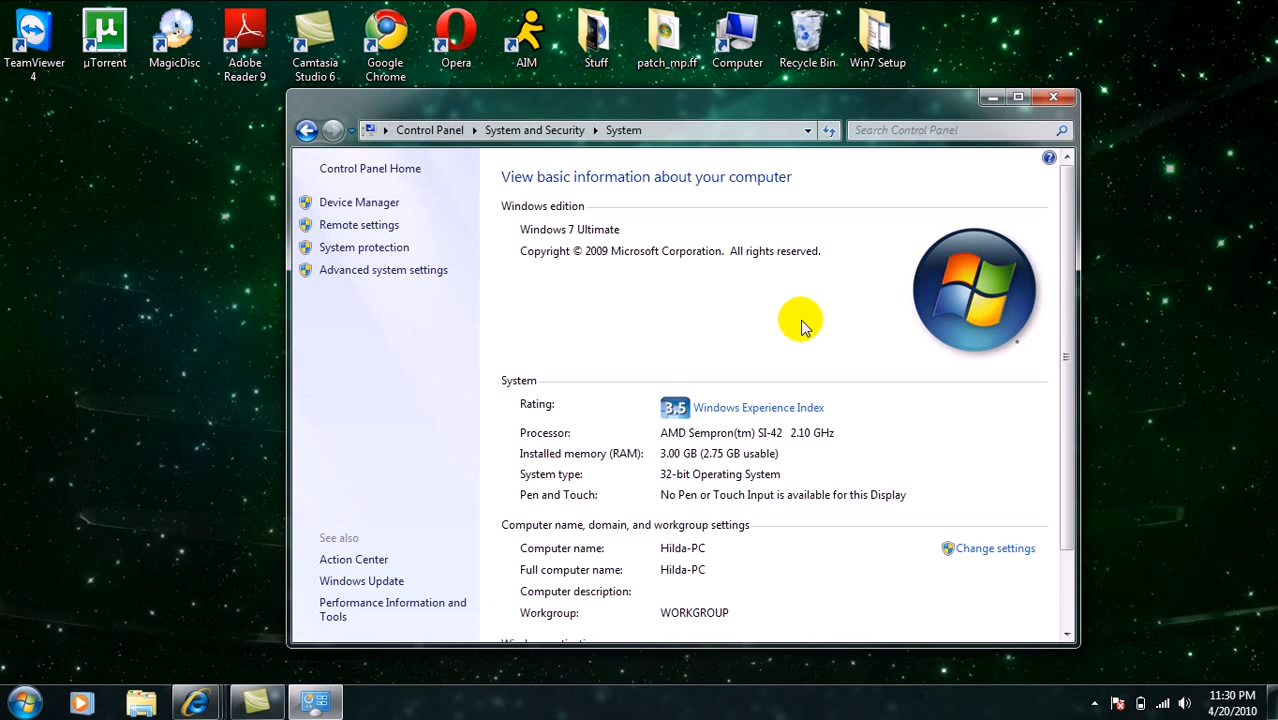 TeamViewer 4
µTorrent
MagicDisc
Adobe Reader 9
Camtasia Studio 6
Google Chrome
Opera
AIM
Stuff
patch_mp.ff
Computer
Recycle Bin
Win7 Setup
Control Panel System and Security System
Search Control Panel
Control Panel Home
Device Manager
Remote settings
System protection
Advanced system settings
See also
Action Center
Windows Update
Performance Information and
Tools
View basic information about your computer
Windows edition
Windows 7 Ultimate
Copyright © 2009 Microsoft Corporation. All rights reserved.
System
Rating: 3.5 Windows Experience Index
Processor: AMD Sempron(tm) SI-42 2.10 GHz
Installed memory (RAM): 3.00 GB (2.75 GB usable)
System type: 32-bit Operating System
Pen and Touch: No Pen or Touch Input is available for this Display
Computer name, domain, and workgroup settings
Computer name: Hilda-PC Change settings
Full computer name: Hilda-PC
Computer description:
Workgroup: WORKGROUP
11:30 PM
4/20/2010